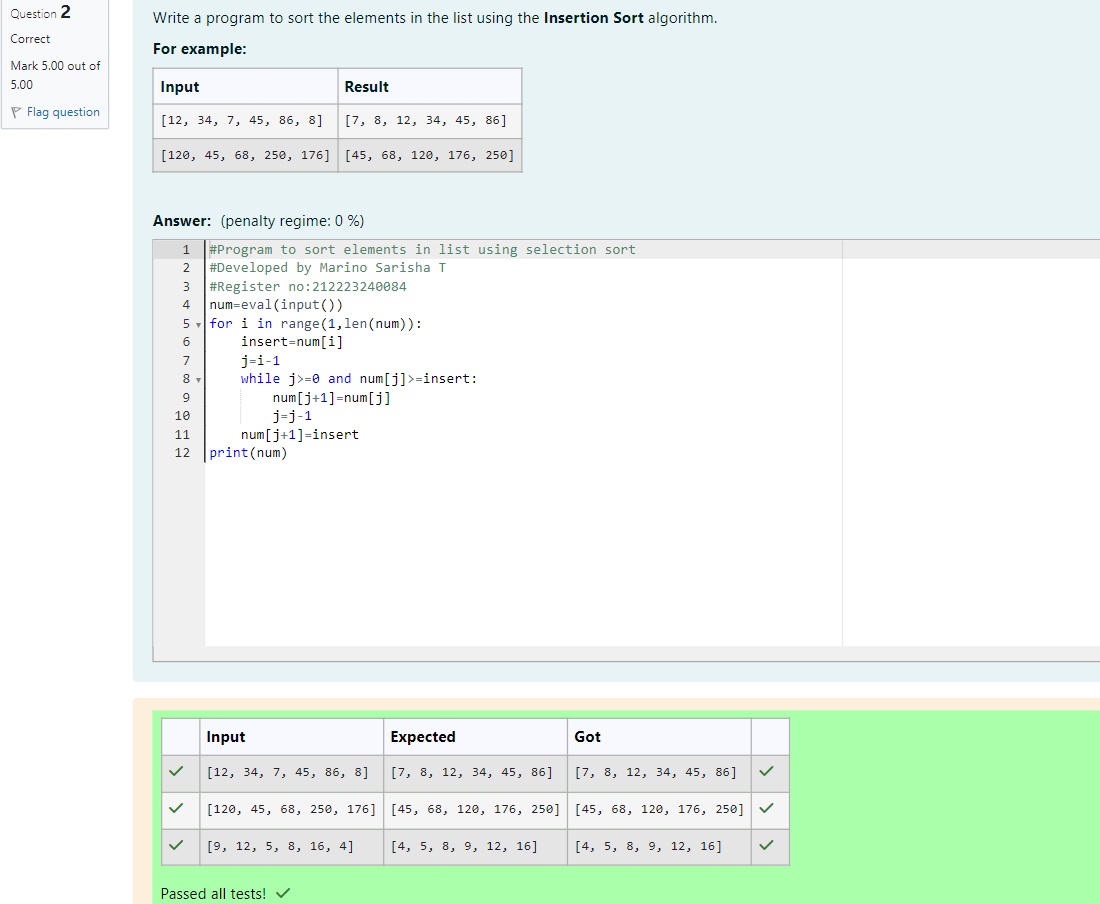 Question 2
Correct
Mark 5.00 out of
5.00
Flag question
Write a program to sort the elements in the list using the Insertion Sort algorithm.
For example:
Input Result
[12, 34, 7, 45, 86, 8] [7, 8, 12, 34, 45, 86]
[120, 45, 68, 250, 176] [45, 68, 120, 176, 250]
Answer: (penalty regime: 0 %)
1 #Program to sort elements in list using selection sort
2 #Developed by Marino Sarisha T
3 #Register no:212223240084
4 num=eval(input())
5 for i in range(1,len(num)):
6     insert=num[i]
7     j=i-1
8     while j>=0 and num[j]>=insert:
9         num[j+1]=num[j]
10         j=j-1
11     num[j+1]=insert
12 print(num)
Input Expected Got
[12, 34, 7, 45, 86, 8] [7, 8, 12, 34, 45, 86] [7, 8, 12, 34, 45, 86]
[120, 45, 68, 250, 176] [45, 68, 120, 176, 250] [45, 68, 120, 176, 250]
[9, 12, 5, 8, 16, 4] [4, 5, 8, 9, 12, 16] [4, 5, 8, 9, 12, 16]
Passed all tests!